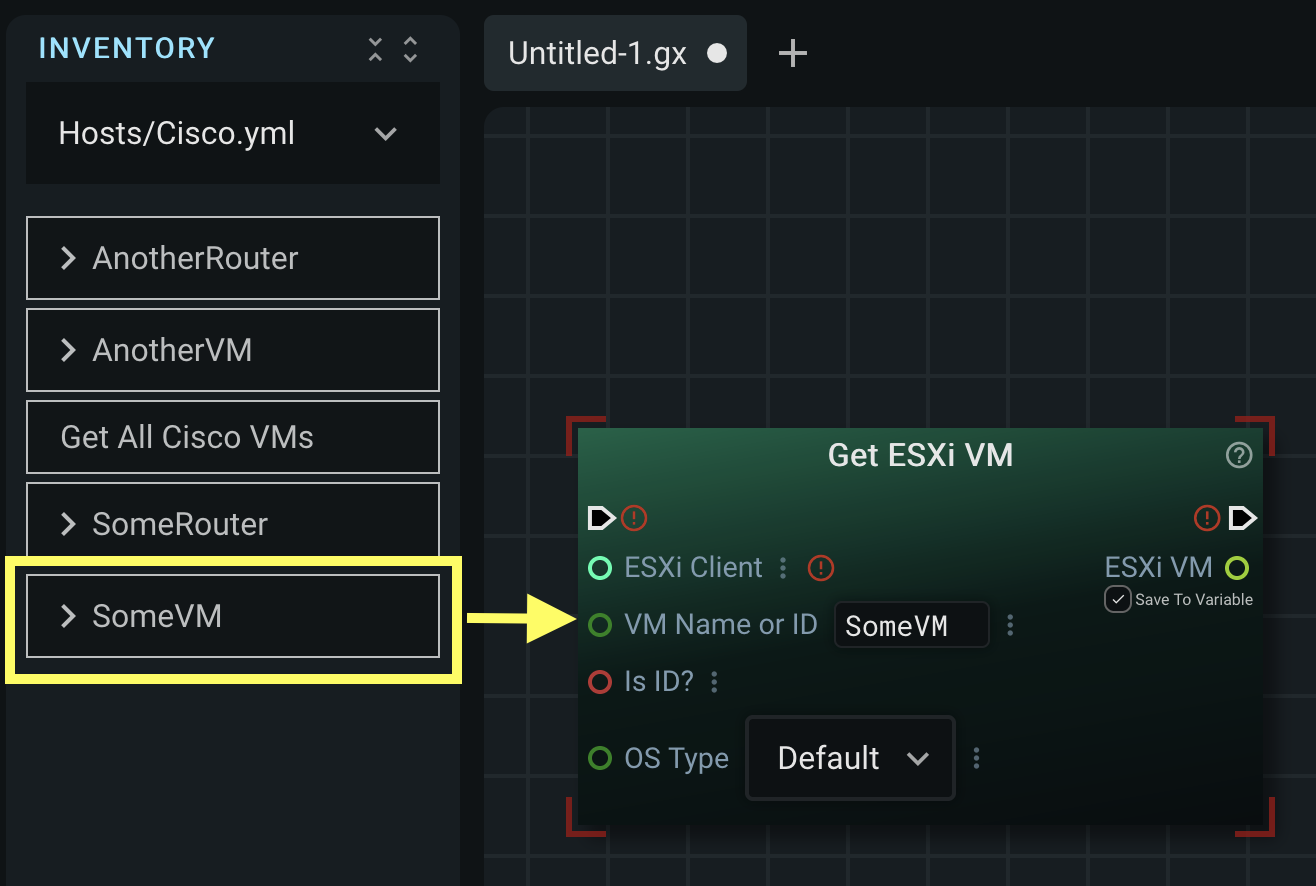 INVENTORY
Hosts/Cisco.yml
AnotherRouter
AnotherVM
Get All Cisco VMs
SomeRouter
SomeVM
Untitled-1.gx
Get ESXi VM
ESXi Client
ESXi VM
Save To Variable
VM Name or ID SomeVM
Is ID?
OS Type Default